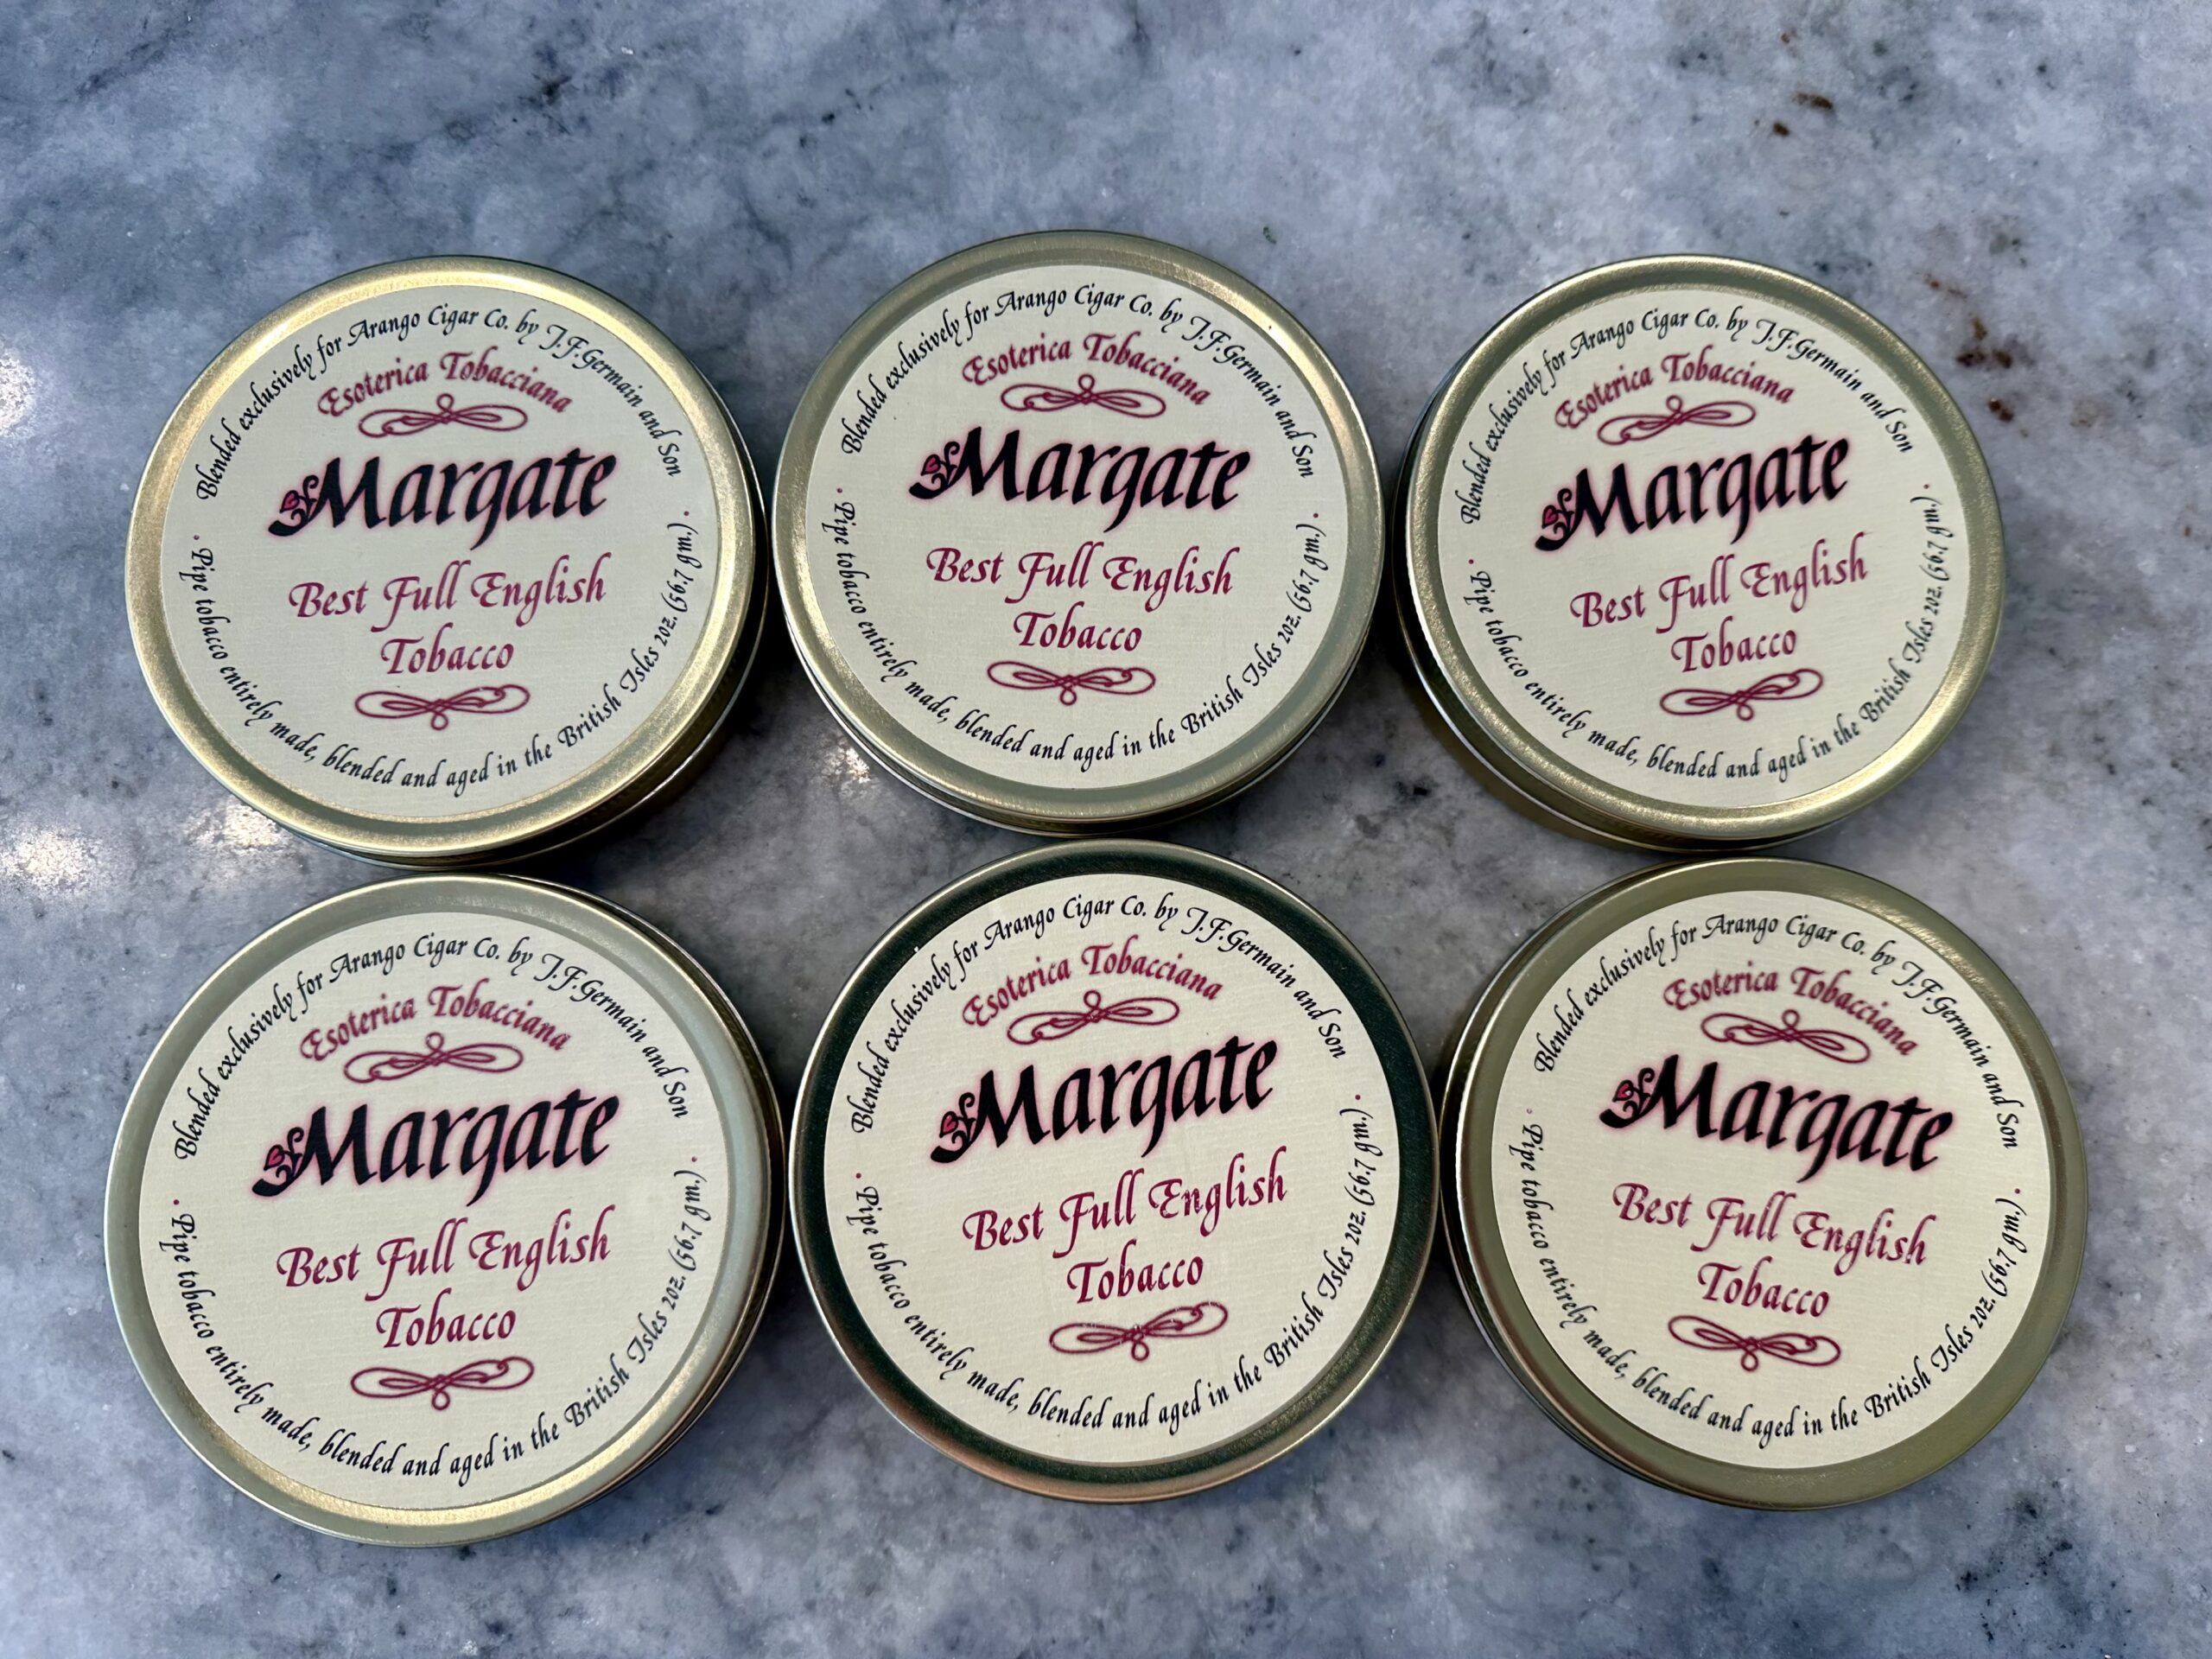 Blended exclusively for Arango Cigar Co. by J.F.Germain and Son
Esoterica Tobacciana
Margate
Best Full English
Tobacco
· Pipe tobacco entirely made, blended and aged in the British Isles 2oz. (56.7 gm.) ·
Blended exclusively for Arango Cigar Co. by J.F.Germain and Son
Esoterica Tobacciana
Margate
Best Full English
Tobacco
· Pipe tobacco entirely made, blended and aged in the British Isles 2oz. (56.7 gm.) ·
Blended exclusively for Arango Cigar Co. by J.F.Germain and Son
Esoterica Tobacciana
Margate
Best Full English
Tobacco
· Pipe tobacco entirely made, blended and aged in the British Isles 2oz. (56.7 gm.) ·
Blended exclusively for Arango Cigar Co. by J.F.Germain and Son
Esoterica Tobacciana
Margate
Best Full English
Tobacco
· Pipe tobacco entirely made, blended and aged in the British Isles 2oz. (56.7 gm.) ·
Blended exclusively for Arango Cigar Co. by J.F.Germain and Son
Esoterica Tobacciana
Margate
Best Full English
Tobacco
· Pipe tobacco entirely made, blended and aged in the British Isles 2oz. (56.7 gm.) ·
Blended exclusively for Arango Cigar Co. by J.F.Germain and Son
Esoterica Tobacciana
Margate
Best Full English
Tobacco
· Pipe tobacco entirely made, blended and aged in the British Isles 2oz. (56.7 gm.) ·